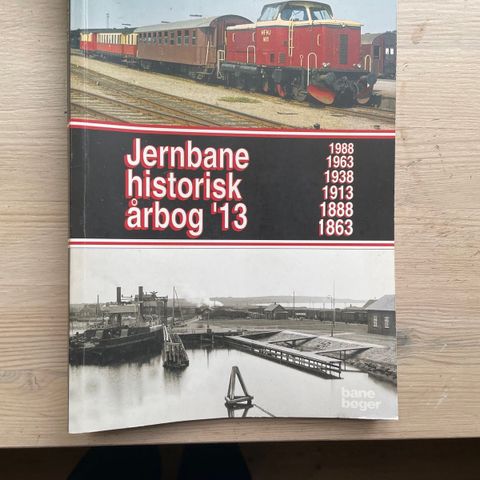 Jernbane
historisk
årbog '13
1988
1963
1938
1913
1888
1863
bane
bøger